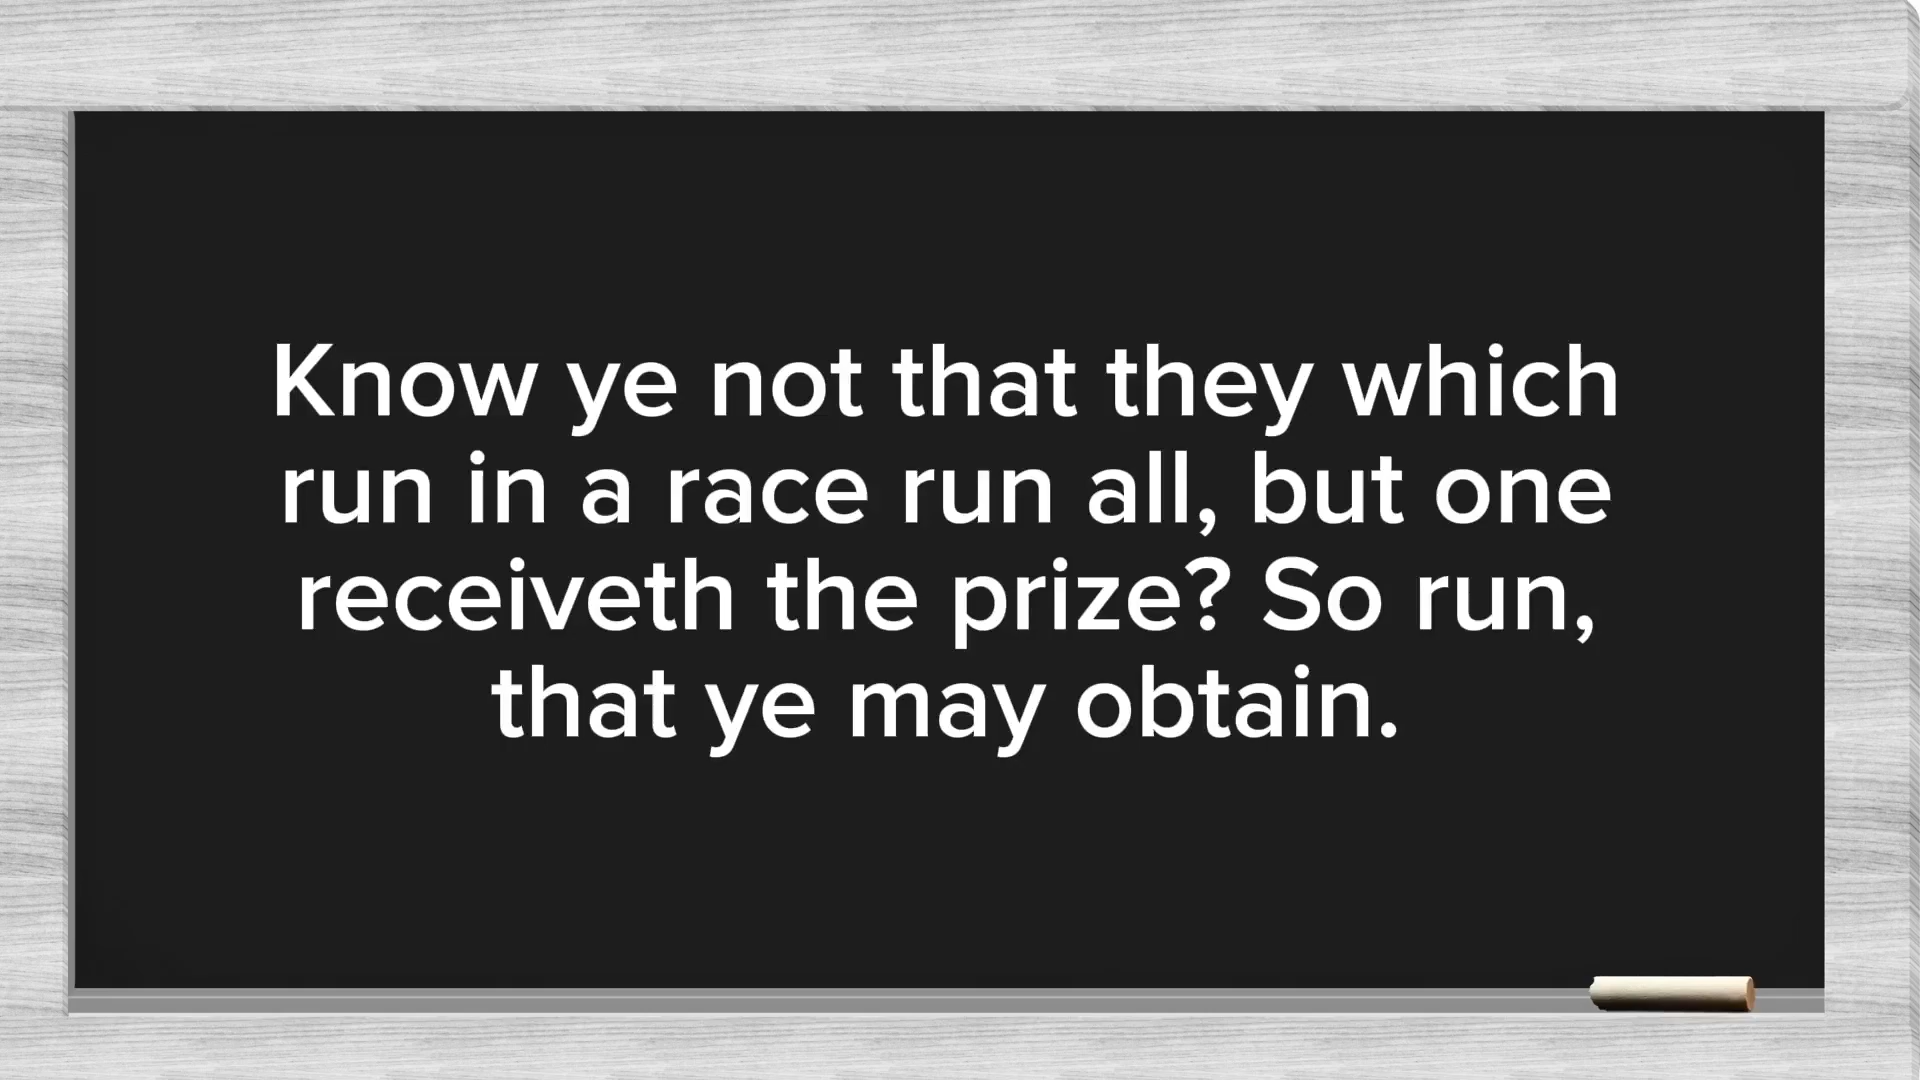 Know ye not that they which
run in a race run all, but one
receiveth the prize? So run,
that ye may obtain.